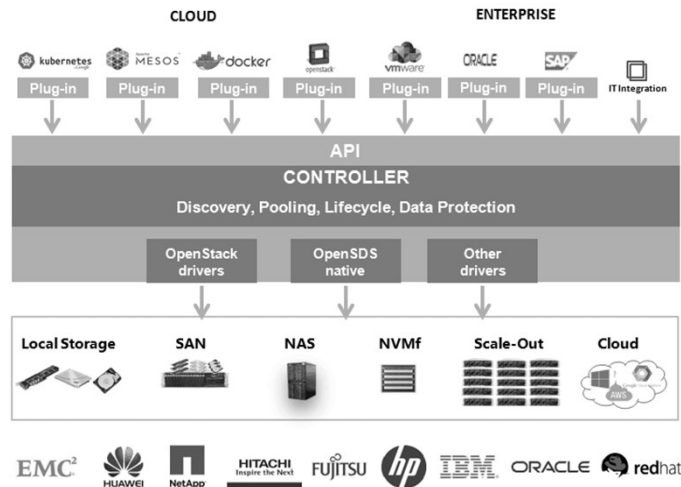 CLOUD
ENTERPRISE
kubernetes
MESOS
docker
openstack
vmware
ORACLE
SAP
Plug-in
Plug-in
Plug-in
Plug-in
Plug-in
Plug-in
Plug-in
IT Integration
API
CONTROLLER
Discovery, Pooling, Lifecycle, Data Protection
OpenStack
drivers
OpenSDS
native
Other
drivers
Local Storage
SAN
NAS
NVMf
Scale-Out
Cloud
AWS
EMC²
HUAWEI
NetApp
HITACHI
Inspire the Next
FUJITSU
hp
IBM
ORACLE
redhat